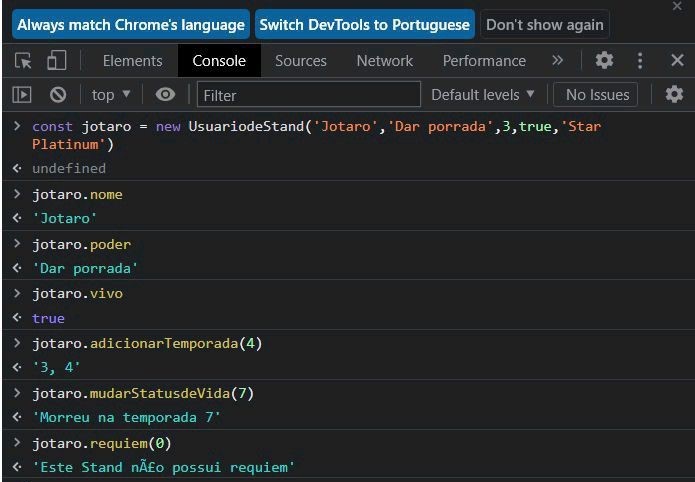 Always match Chrome's language Switch DevTools to Portuguese Don't show again
Elements Console Sources Network Performance »
top ▼ Filter Default levels ▼ No Issues
> const jotaro = new UsuariodeStand('Jotaro','Dar porrada',3,true,'Star
Platinum')
undefined
> jotaro.nome
'Jotaro'
> jotaro.poder
'Dar porrada'
> jotaro.vivo
true
> jotaro.adicionarTemporada(4)
'3, 4'
> jotaro.mudarStatusdeVida(7)
'Morreu na temporada 7'
> jotaro.requiem(0)
'Este Stand nÃ£o possui requiem'